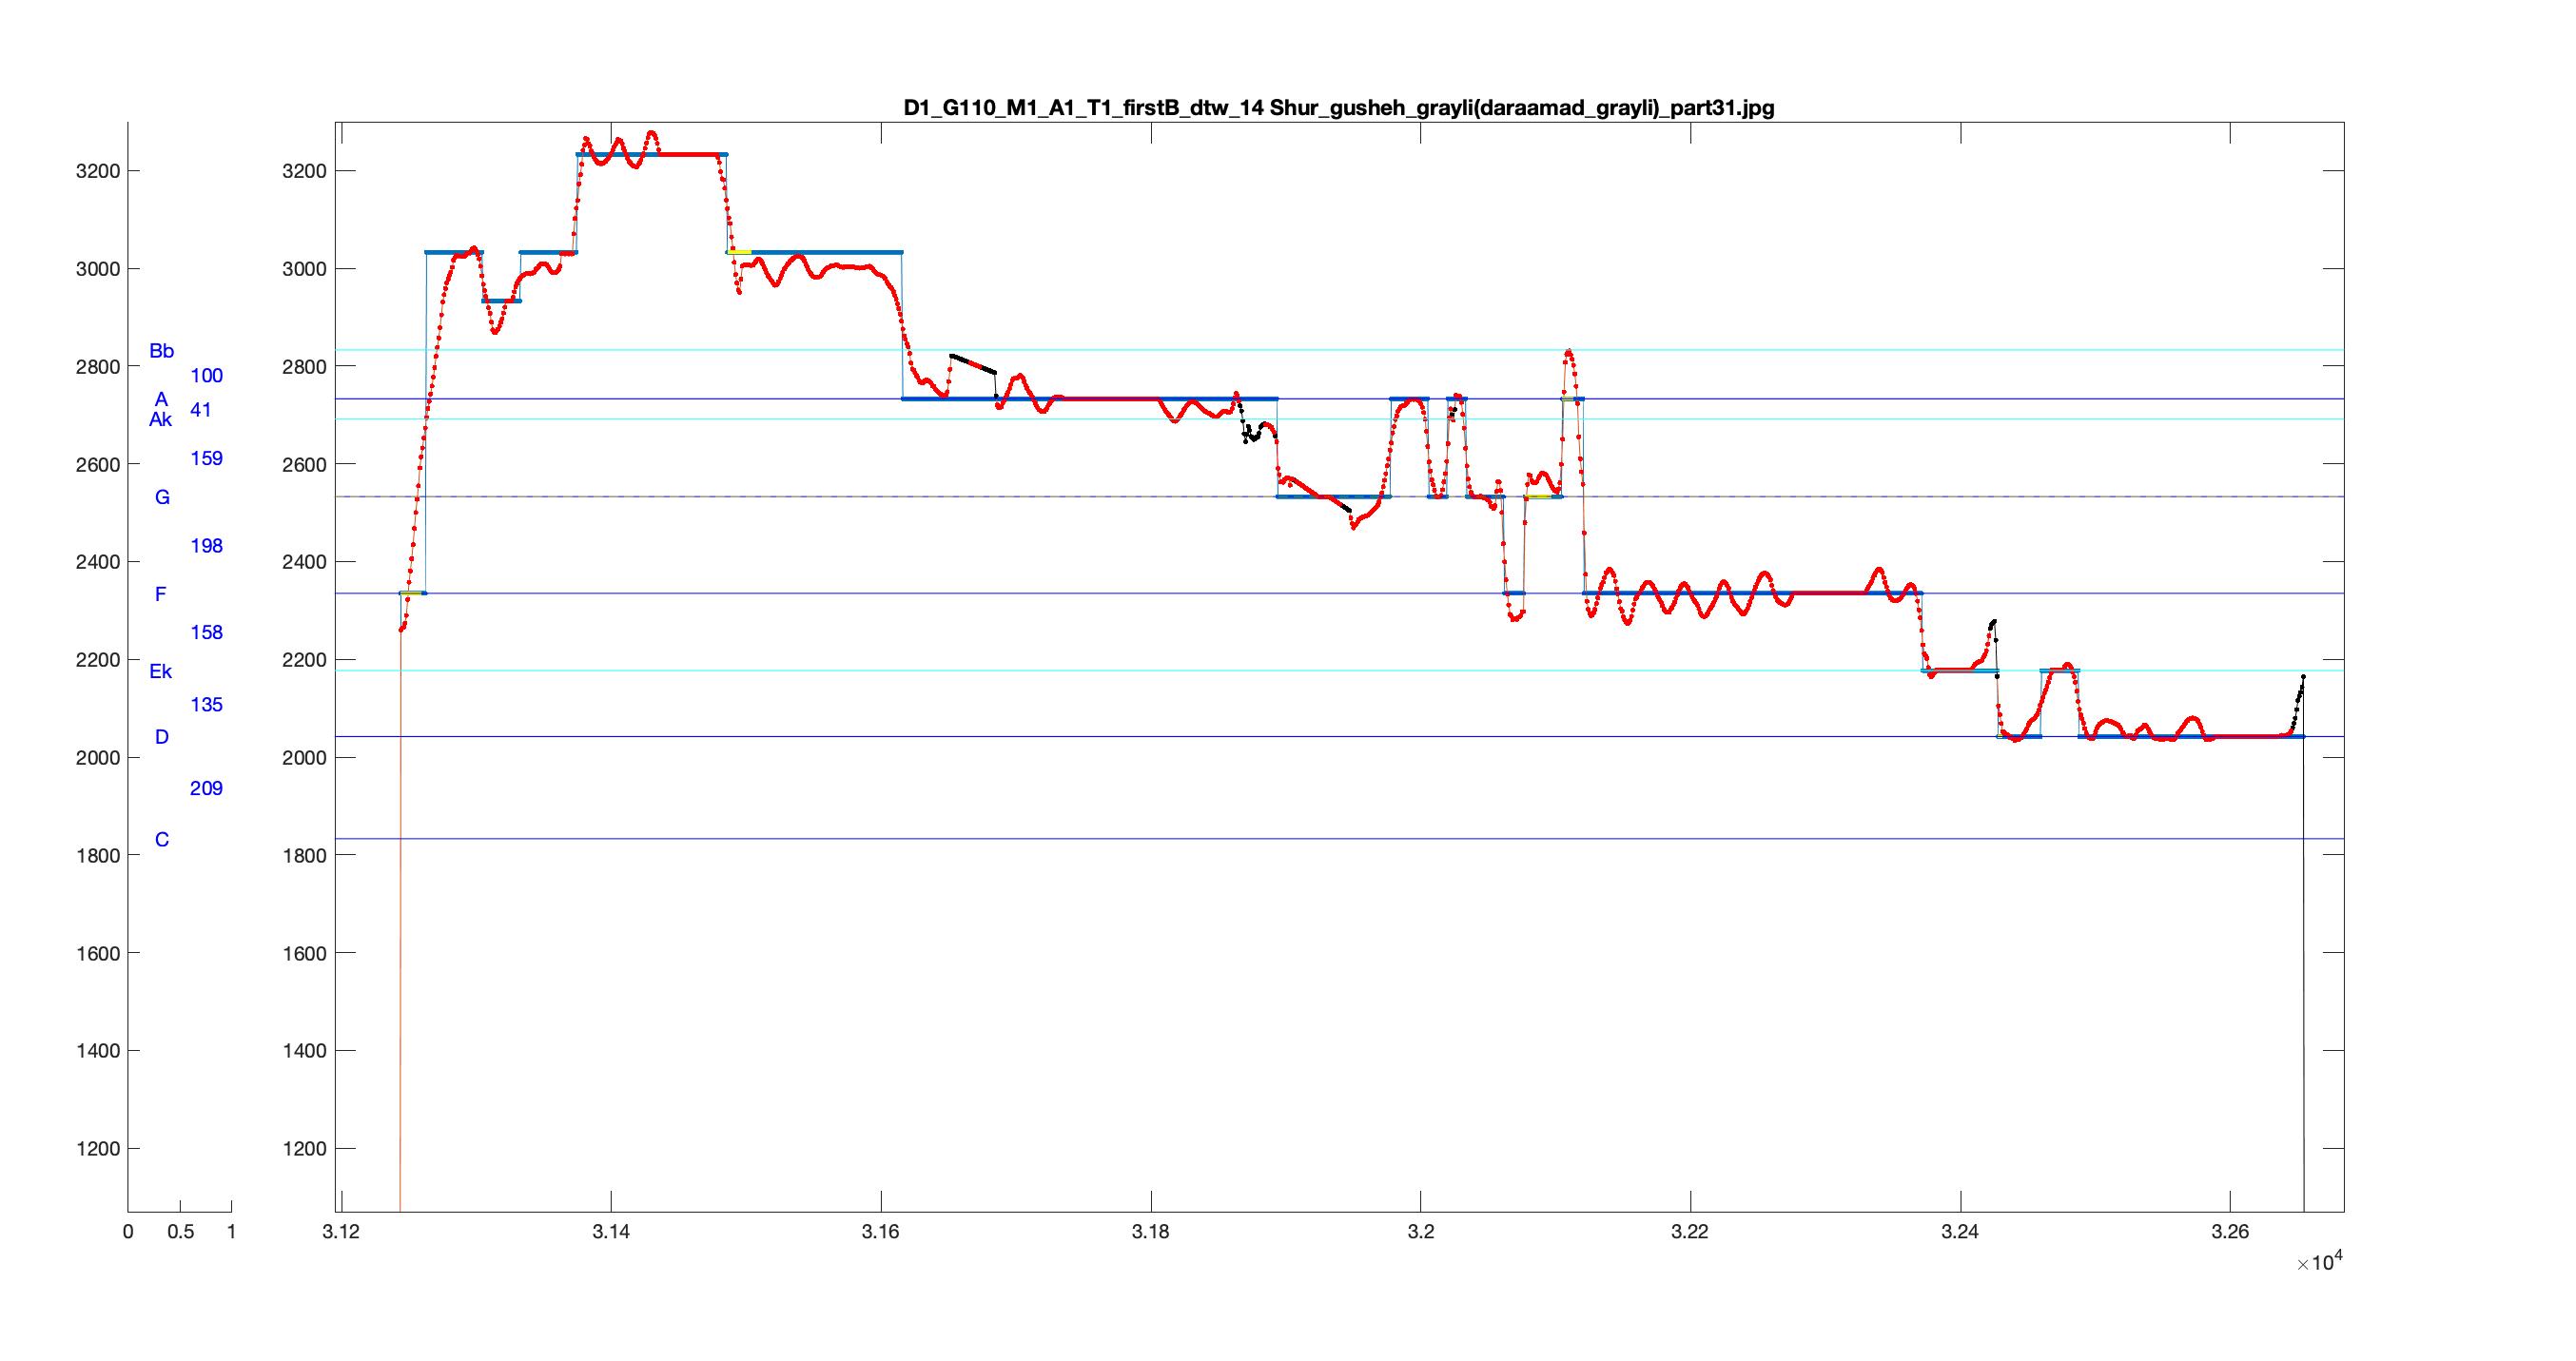 D1_G110_M1_A1_T1_firstB_dtw_14 Shur_gusheh_grayli(daraamad_grayli)_part31.jpg
3200 3200
3000 3000
Bb
2800 2800
100
A
41
Ak
159
2600 2600
G
198
2400 2400
F
158
2200 2200
Ek
135
D
2000 2000
209
C
1800 1800
1600 1600
1400 1400
1200 1200
0 0.5 1 3.12 3.14 3.16 3.18 3.2 3.22 3.24 3.26
×10⁴